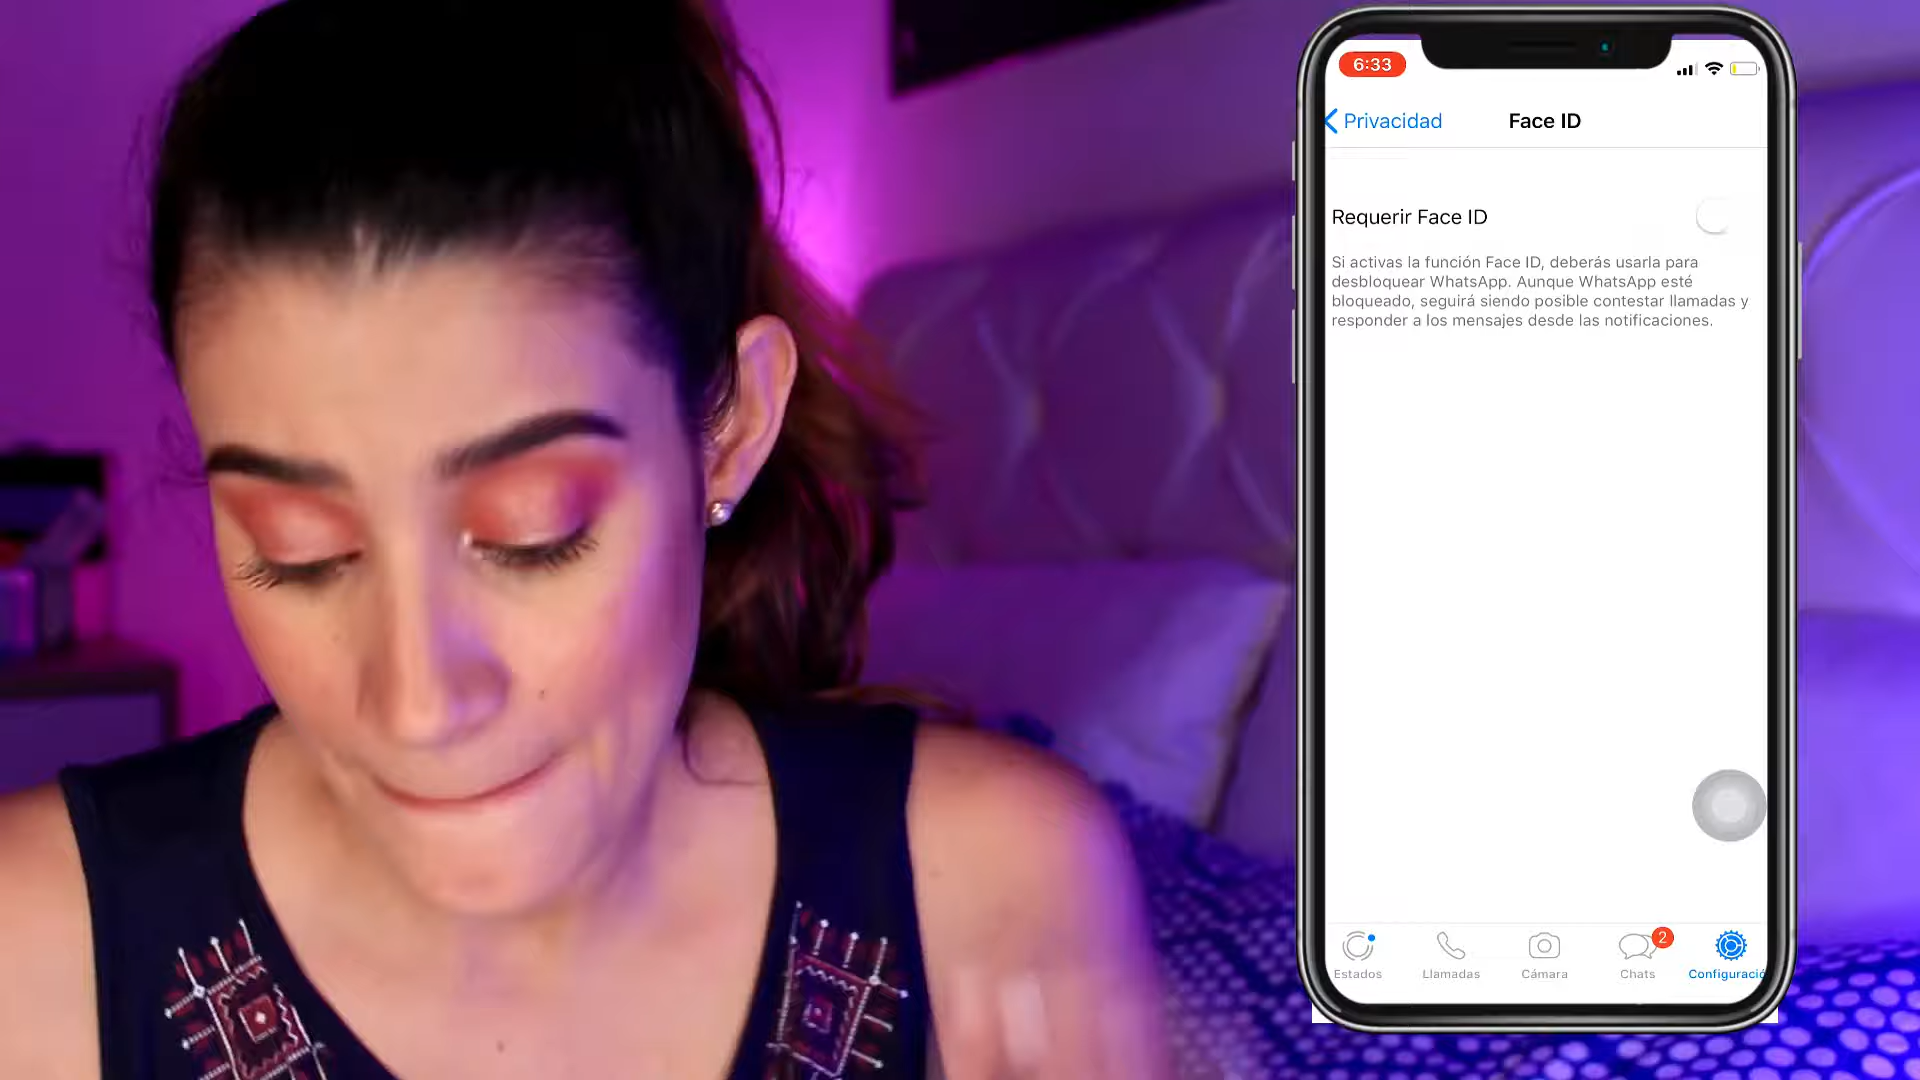 6:33
Privacidad
Face ID
Requerir Face ID
Si activas la función Face ID, deberás usarla para
desbloquear WhatsApp. Aunque WhatsApp esté
bloqueado, seguirá siendo posible contestar llamadas y
responder a los mensajes desde las notificaciones.
2
Estados
Llamadas
Cámara
Chats
Configuració